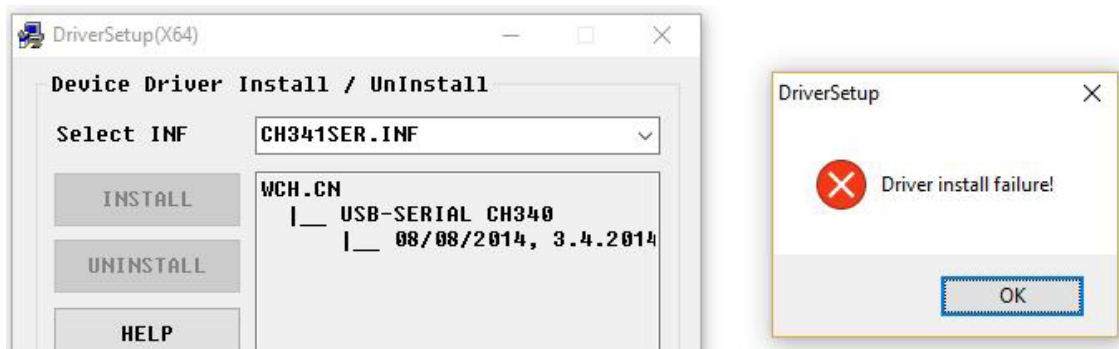 DriverSetup(X64)
Device Driver Install / UnInstall
Select INF
CH341SER.INF
INSTALL
UNINSTALL
HELP
WCH.CN
|__ USB-SERIAL CH340
|__ 08/08/2014, 3.4.2014
DriverSetup
Driver install failure!
OK